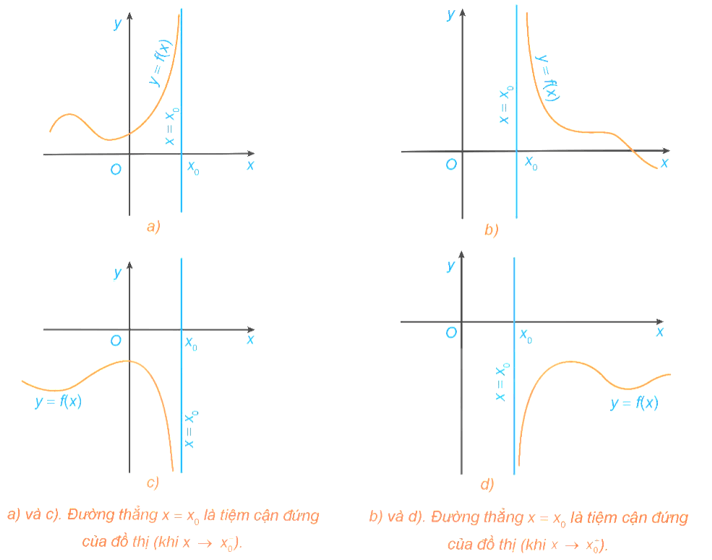 y
y = f(x)
x = x₀
O
x₀
x
a)
y
y = f(x)
x = x₀
O
x₀
x
b)
y
O
x₀
x
y = f(x)
x = x₀
c)
y
O
x₀
x
x = x₀
y = f(x)
d)
a) và c). Đường thẳng x = x₀ là tiệm cận đứng
của đồ thị (khi x → x₀).
b) và d). Đường thẳng x = x₀ là tiệm cận đứng
của đồ thị (khi x → x₀⁻).